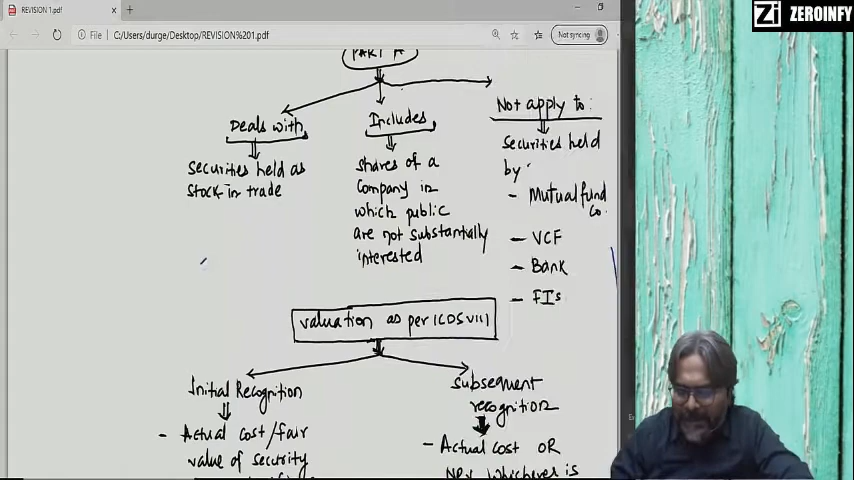 REVISION 1.pdf
File
C:/Users/durge/Desktop/REVISION%201.pdf
Not syncing
Zi ZEROINFY
PART A
Deals with
Securities held as
stock in trade
Includes
shares of a
Company in
which public
are not substantially
interested
Not apply to:
Securities held
by:
- Mutual fund
co.
- VCF
- Bank
- FIs
valuation as per ICDS VIII
Initial Recognition
- Actual cost/fair
value of security
Subsequent
recognition
- Actual cost OR
NRV whichever is